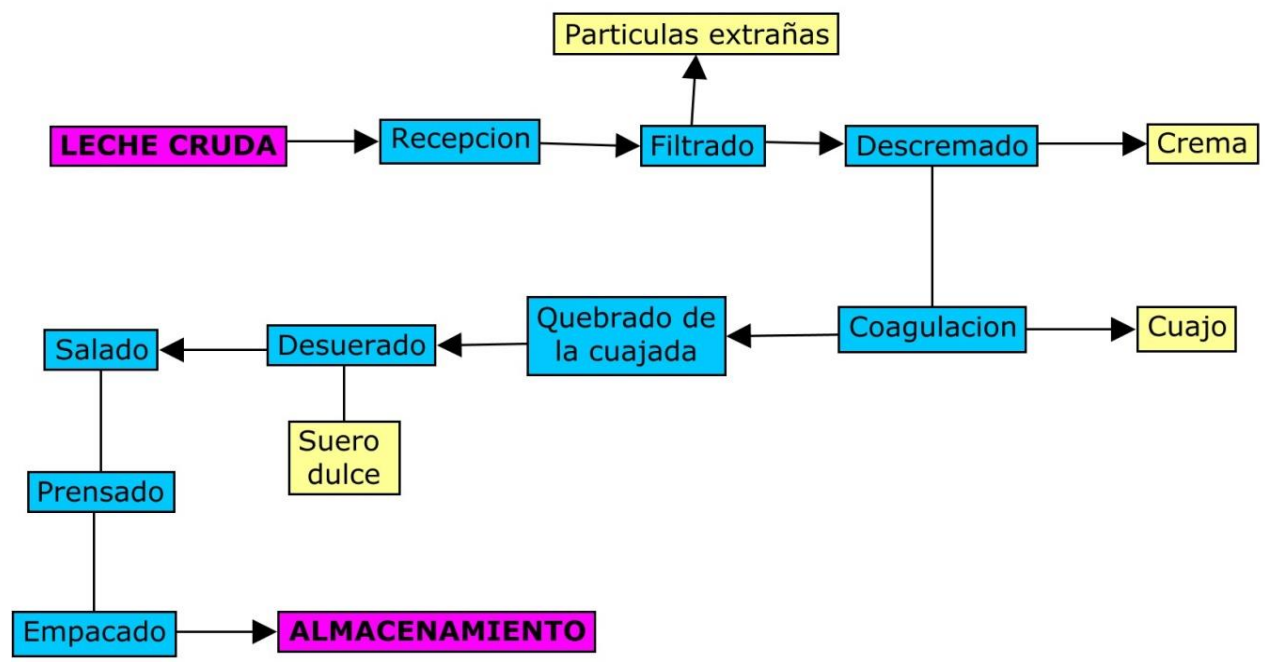 Particulas extrañas
LECHE CRUDA
Recepcion
Filtrado
Descremado
Crema
Salado
Desuerado
Quebrado de
la cuajada
Coagulacion
Cuajo
Suero
dulce
Prensado
Empacado
ALMACENAMIENTO